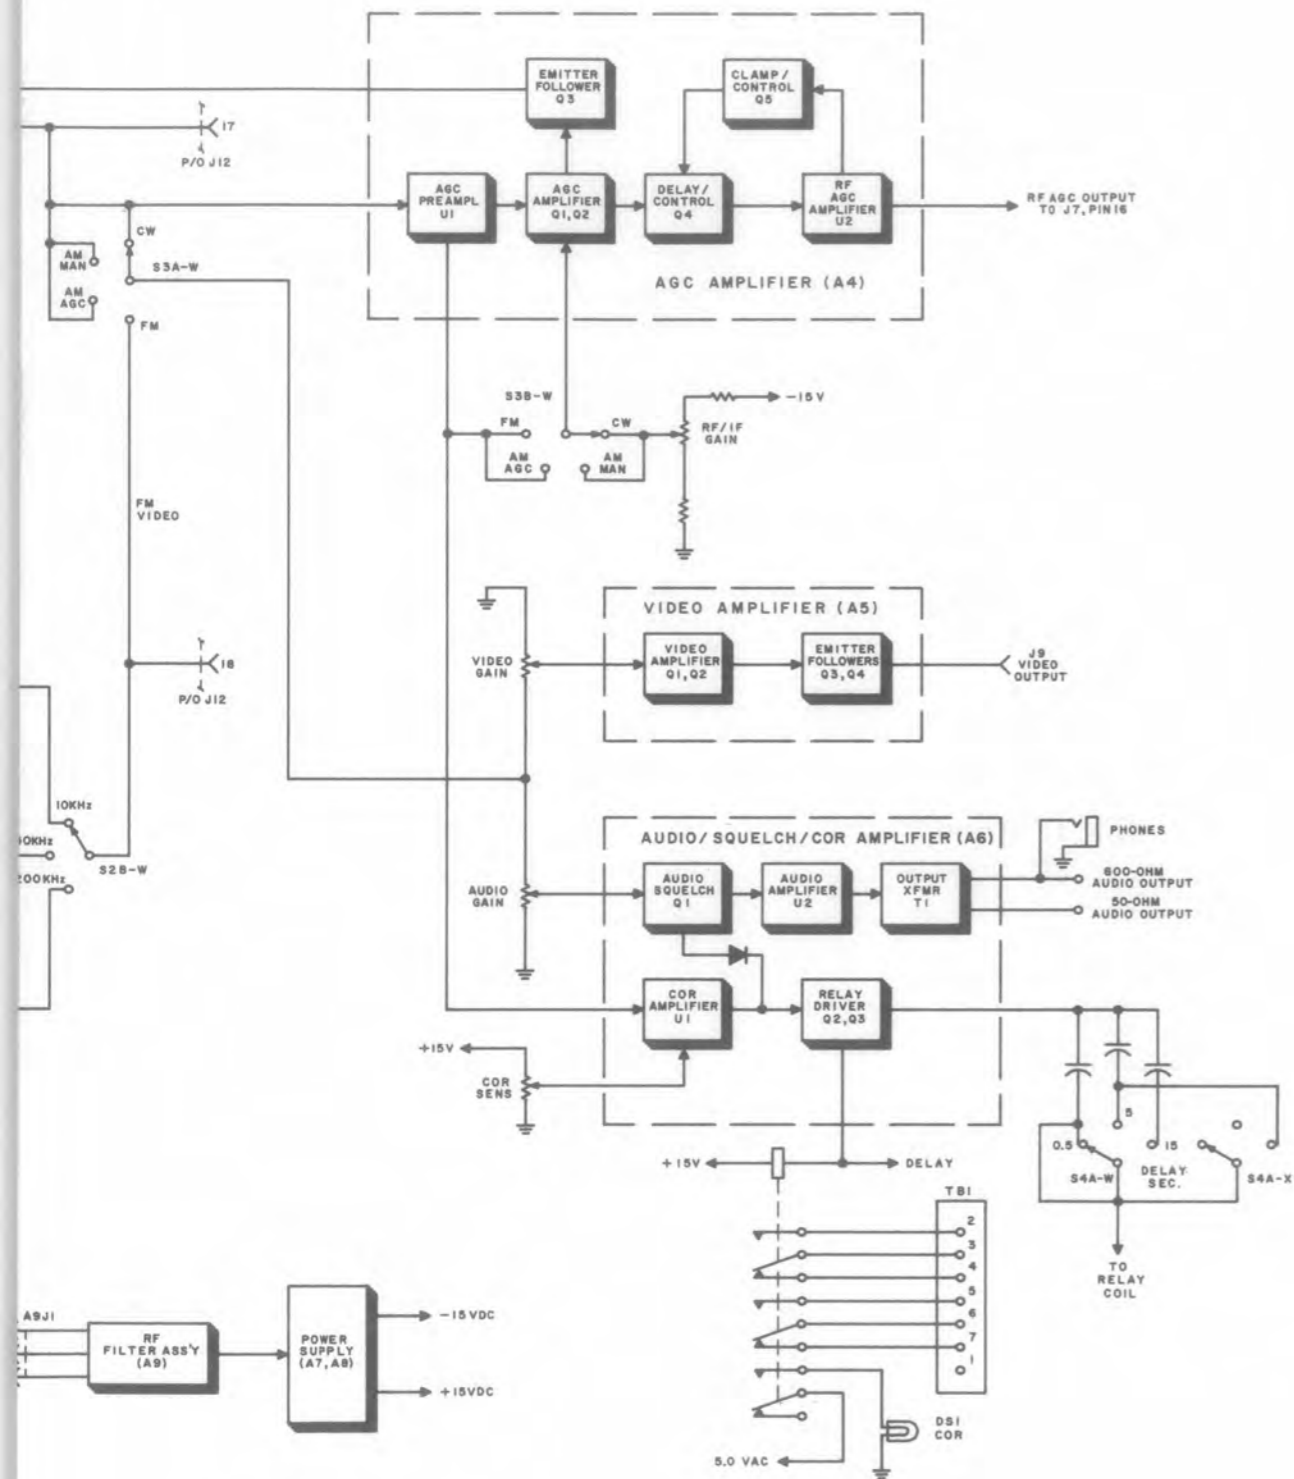 EMITTER
FOLLOWER
Q3
CLAMP/
CONTROL
Q5
17
P/O J12
AGC
PREAMPL
U1
AGC
AMPLIFIER
Q1,Q2
DELAY/
CONTROL
Q4
RF
AGC
AMPLIFIER
U2
RF AGC OUTPUT
TO J7, PIN 16
CW
AM
MAN
S3A-W
AM
AGC
FM
AGC AMPLIFIER (A4)
S3B-W
-15V
FM
CW
RF/IF
GAIN
AM
AGC
AM
MAN
FM
VIDEO
VIDEO AMPLIFIER (A5)
VIDEO
GAIN
VIDEO
AMPLIFIER
Q1,Q2
EMITTER
FOLLOWERS
Q3,Q4
J9
VIDEO
OUTPUT
18
P/O J12
10KHz
S2B-W
200KHz
AUDIO/SQUELCH/COR AMPLIFIER (A6)
PHONES
AUDIO
GAIN
AUDIO
SQUELCH
Q1
AUDIO
AMPLIFIER
U2
OUTPUT
XFMR
T1
600-OHM
AUDIO OUTPUT
50-OHM
AUDIO OUTPUT
COR
AMPLIFIER
U1
RELAY
DRIVER
Q2,Q3
+15V
COR
SENS
5
0.5
15
S4A-W
DELAY
SEC.
S4A-X
+15V
DELAY
TB1
2
3
4
5
6
7
1
TO
RELAY
COIL
A9J1
RF
FILTER ASS'Y
(A9)
POWER
SUPPLY
(A7,A8)
-15VDC
+15VDC
DS1
COR
5.0 VAC